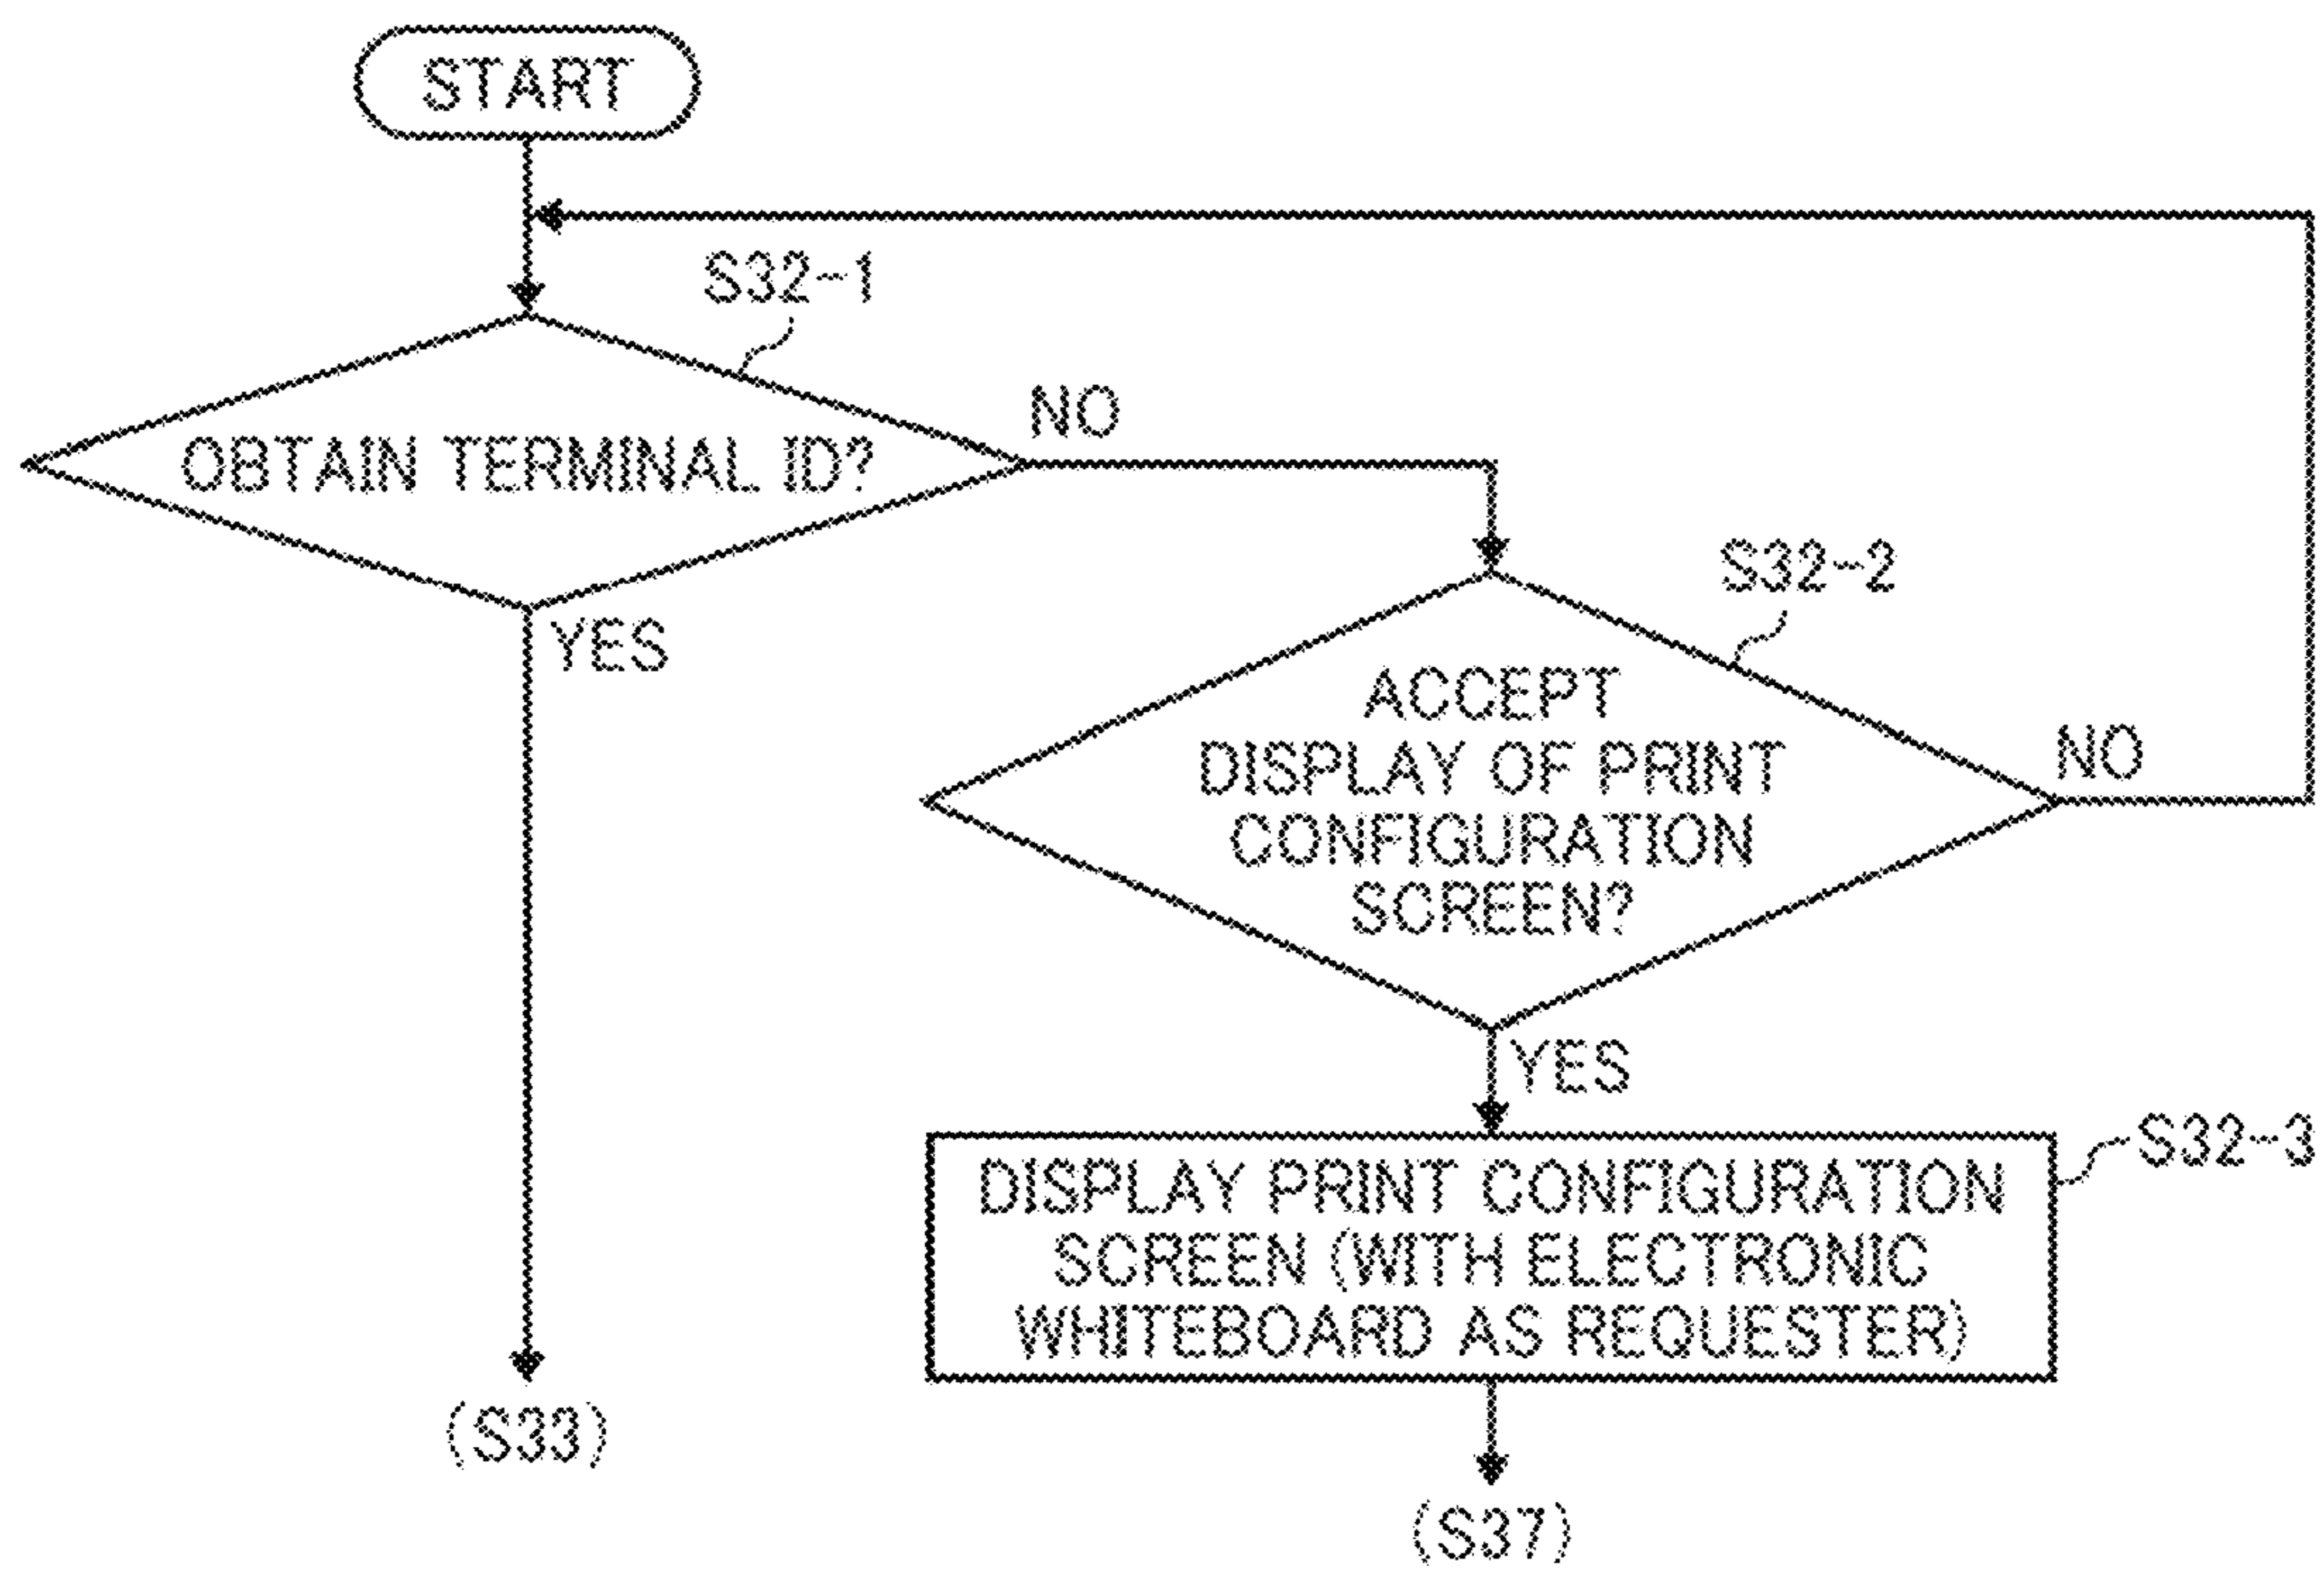 START
S32-1
OBTAIN TERMINAL ID?
NO
YES
S32-2
ACCEPT
DISPLAY OF PRINT
CONFIGURATION
SCREEN?
NO
YES
S32-3
DISPLAY PRINT CONFIGURATION
SCREEN (WITH ELECTRONIC
WHITEBOARD AS REQUESTER)
(S33)
(S37)